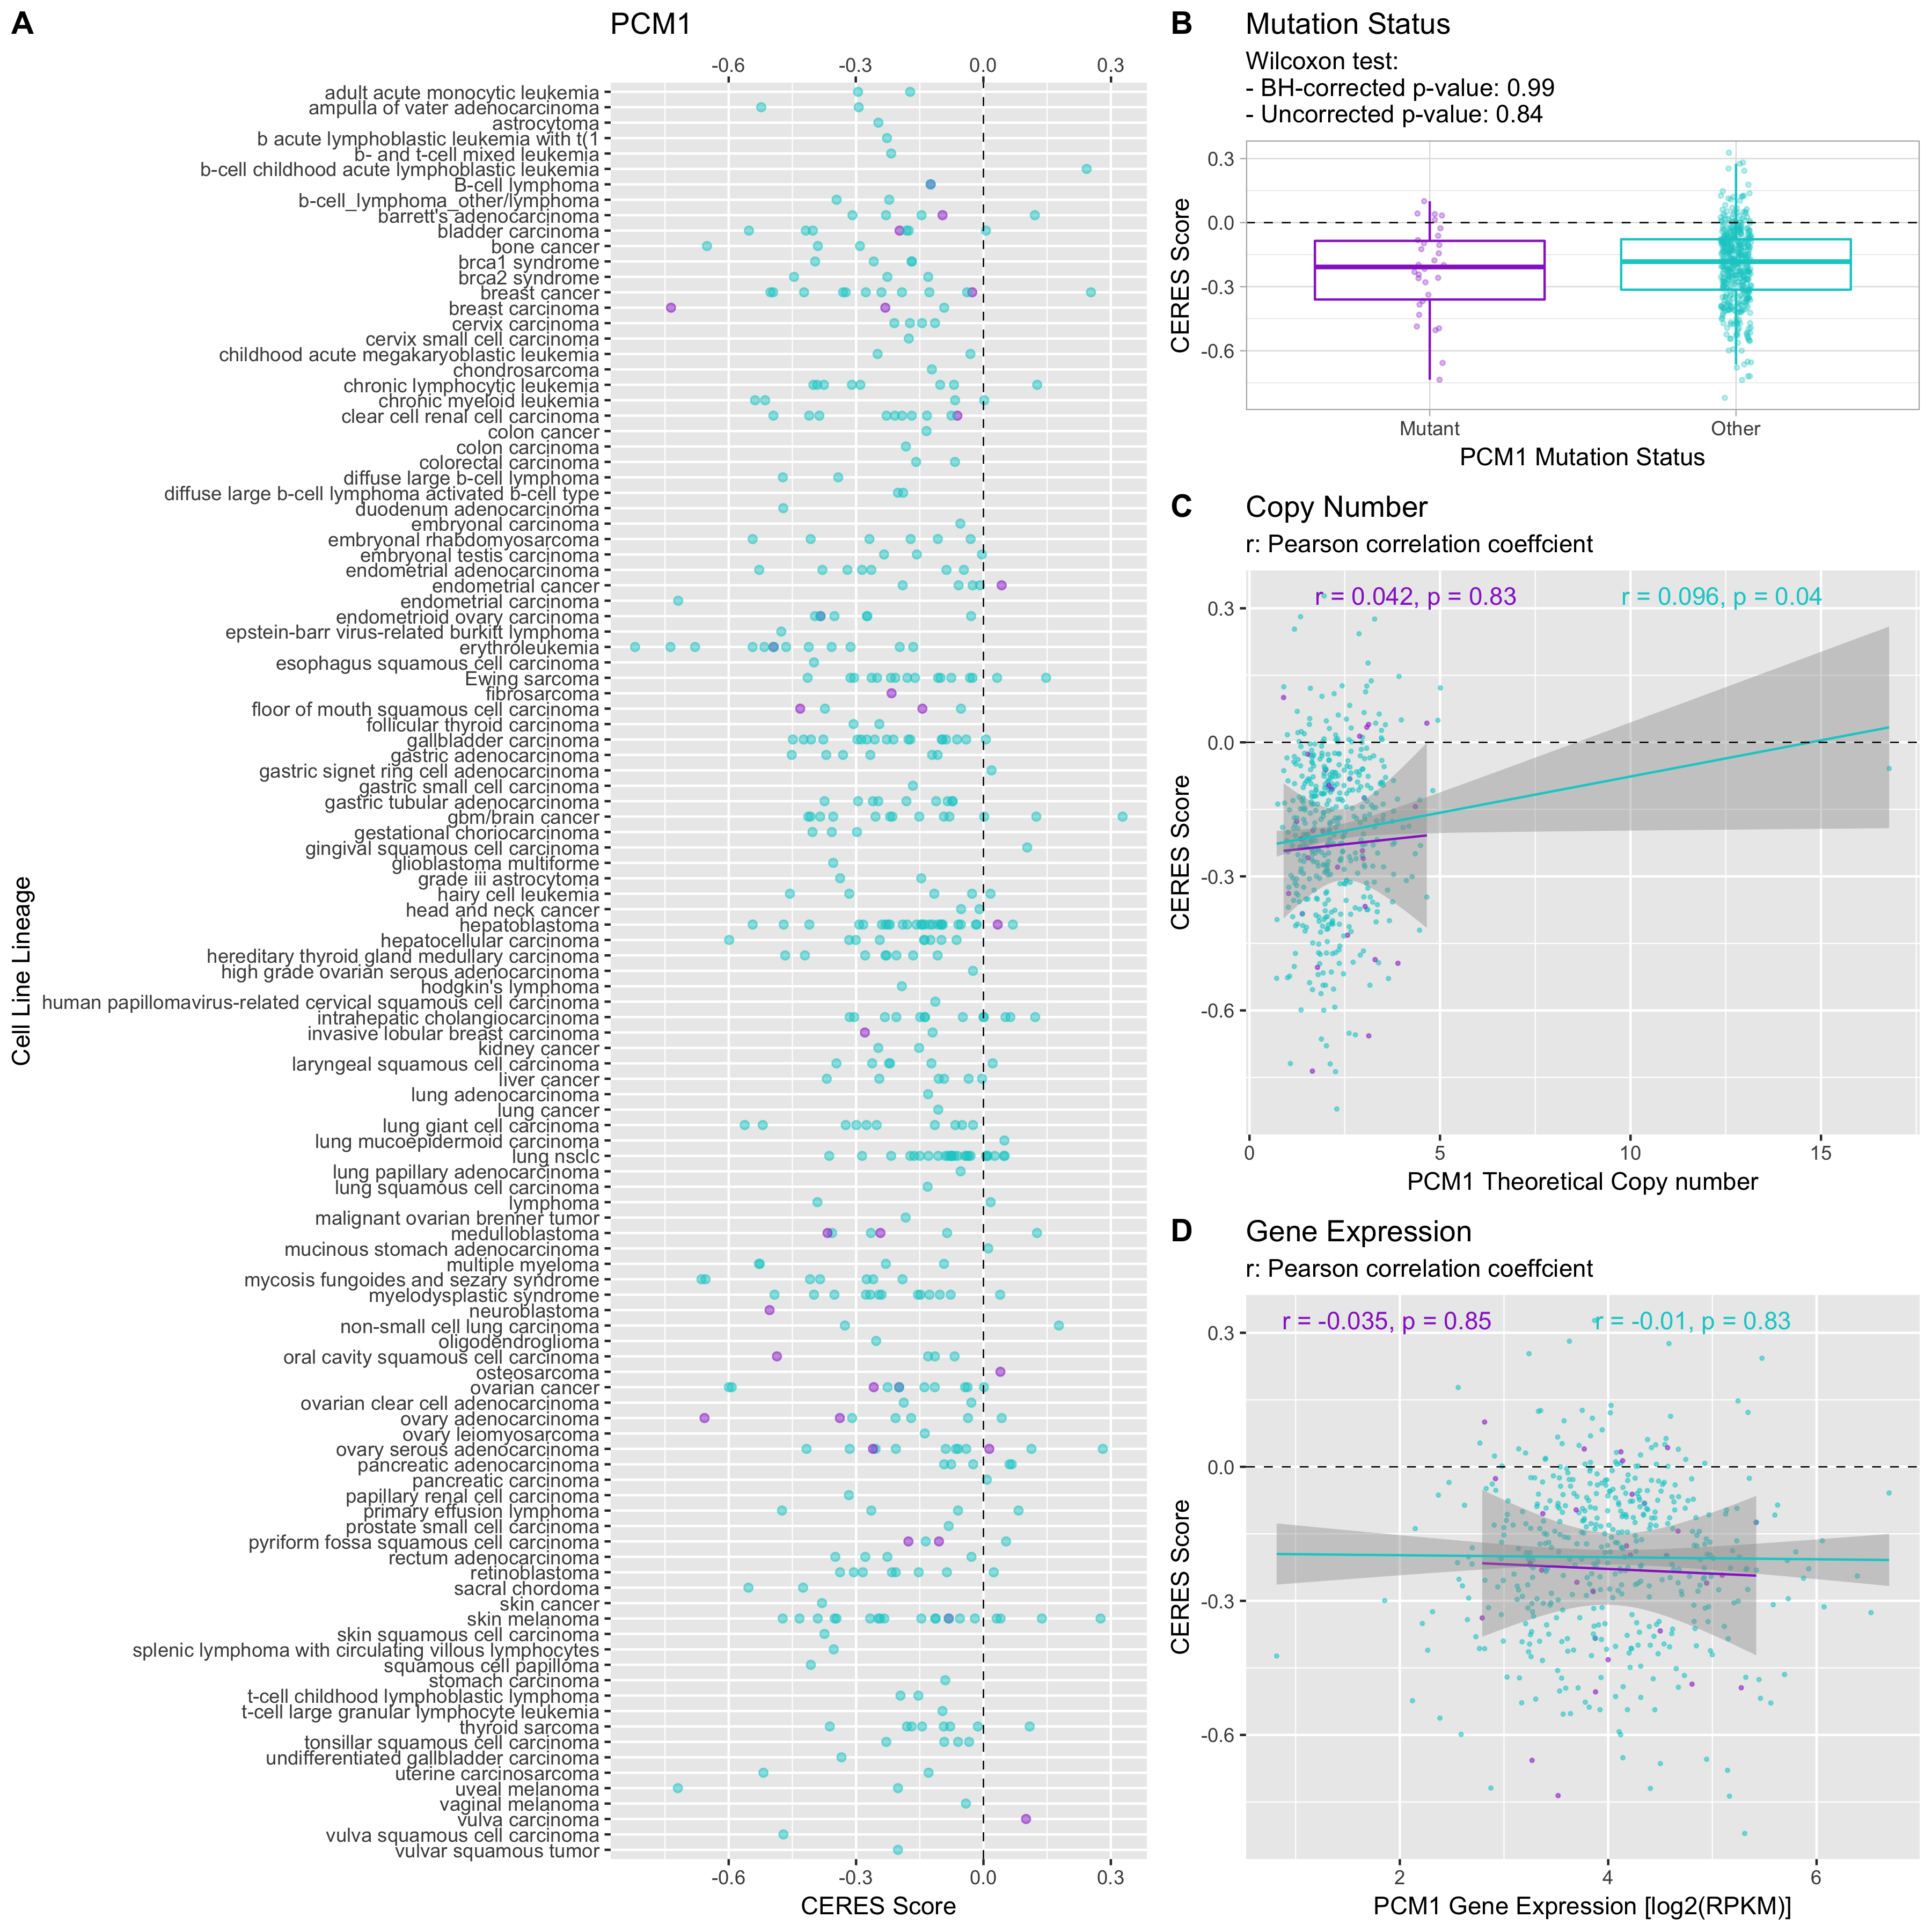 A
PCM1
-0.6 -0.3 0.0 0.3
adult acute monocytic leukemia
ampulla of vater adenocarcinoma
astrocytoma
b acute lymphoblastic leukemia with t(1
b- and t-cell mixed leukemia
b-cell childhood acute lymphoblastic leukemia
B-cell lymphoma
b-cell_lymphoma_other/lymphoma
barrett's adenocarcinoma
bladder carcinoma
bone cancer
brca1 syndrome
brca2 syndrome
breast cancer
breast carcinoma
cervix carcinoma
cervix small cell carcinoma
childhood acute megakaryoblastic leukemia
chondrosarcoma
chronic lymphocytic leukemia
chronic myeloid leukemia
clear cell renal cell carcinoma
colon cancer
colon carcinoma
colorectal carcinoma
diffuse large b-cell lymphoma
diffuse large b-cell lymphoma activated b-cell type
duodenum adenocarcinoma
embryonal carcinoma
embryonal rhabdomyosarcoma
embryonal testis carcinoma
endometrial adenocarcinoma
endometrial cancer
endometrial carcinoma
endometrioid ovary carcinoma
epstein-barr virus-related burkitt lymphoma
erythroleukemia
esophagus squamous cell carcinoma
Ewing sarcoma
fibrosarcoma
floor of mouth squamous cell carcinoma
follicular thyroid carcinoma
gallbladder carcinoma
gastric adenocarcinoma
gastric signet ring cell adenocarcinoma
gastric small cell carcinoma
gastric tubular adenocarcinoma
gbm/brain cancer
gestational choriocarcinoma
gingival squamous cell carcinoma
glioblastoma multiforme
grade iii astrocytoma
hairy cell leukemia
head and neck cancer
hepatoblastoma
hepatocellular carcinoma
hereditary thyroid gland medullary carcinoma
high grade ovarian serous adenocarcinoma
hodgkin's lymphoma
human papillomavirus-related cervical squamous cell carcinoma
intrahepatic cholangiocarcinoma
invasive lobular breast carcinoma
kidney cancer
laryngeal squamous cell carcinoma
liver cancer
lung adenocarcinoma
lung cancer
lung giant cell carcinoma
lung mucoepidermoid carcinoma
lung nsclc
lung papillary adenocarcinoma
lung squamous cell carcinoma
lymphoma
malignant ovarian brenner tumor
medulloblastoma
mucinous stomach adenocarcinoma
multiple myeloma
mycosis fungoides and sezary syndrome
myelodysplastic syndrome
neuroblastoma
non-small cell lung carcinoma
oligodendroglioma
oral cavity squamous cell carcinoma
osteosarcoma
ovarian cancer
ovarian clear cell adenocarcinoma
ovary adenocarcinoma
ovary leiomyosarcoma
ovary serous adenocarcinoma
pancreatic adenocarcinoma
pancreatic carcinoma
papillary renal cell carcinoma
primary effusion lymphoma
prostate small cell carcinoma
pyriform fossa squamous cell carcinoma
rectum adenocarcinoma
retinoblastoma
sacral chordoma
skin cancer
skin melanoma
skin squamous cell carcinoma
splenic lymphoma with circulating villous lymphocytes
squamous cell papilloma
stomach carcinoma
t-cell childhood lymphoblastic lymphoma
t-cell large granular lymphocyte leukemia
thyroid sarcoma
tonsillar squamous cell carcinoma
undifferentiated gallbladder carcinoma
uterine carcinosarcoma
uveal melanoma
vaginal melanoma
vulva carcinoma
vulva squamous cell carcinoma
vulvar squamous tumor
-0.6 -0.3 0.0 0.3
CERES Score
Cell Line Lineage
B
Mutation Status
Wilcoxon test:
- BH-corrected p-value: 0.99
- Uncorrected p-value: 0.84
0.3
0.0
-0.3
-0.6
CERES Score
Mutant Other
PCM1 Mutation Status
C
Copy Number
r: Pearson correlation coeffcient
r = 0.042, p = 0.83 r = 0.096, p = 0.04
0.3
0.0
-0.3
-0.6
CERES Score
0 5 10 15
PCM1 Theoretical Copy number
D
Gene Expression
r: Pearson correlation coeffcient
r = -0.035, p = 0.85 r = -0.01, p = 0.83
0.3
0.0
-0.3
-0.6
CERES Score
2 4 6
PCM1 Gene Expression [log2(RPKM)]